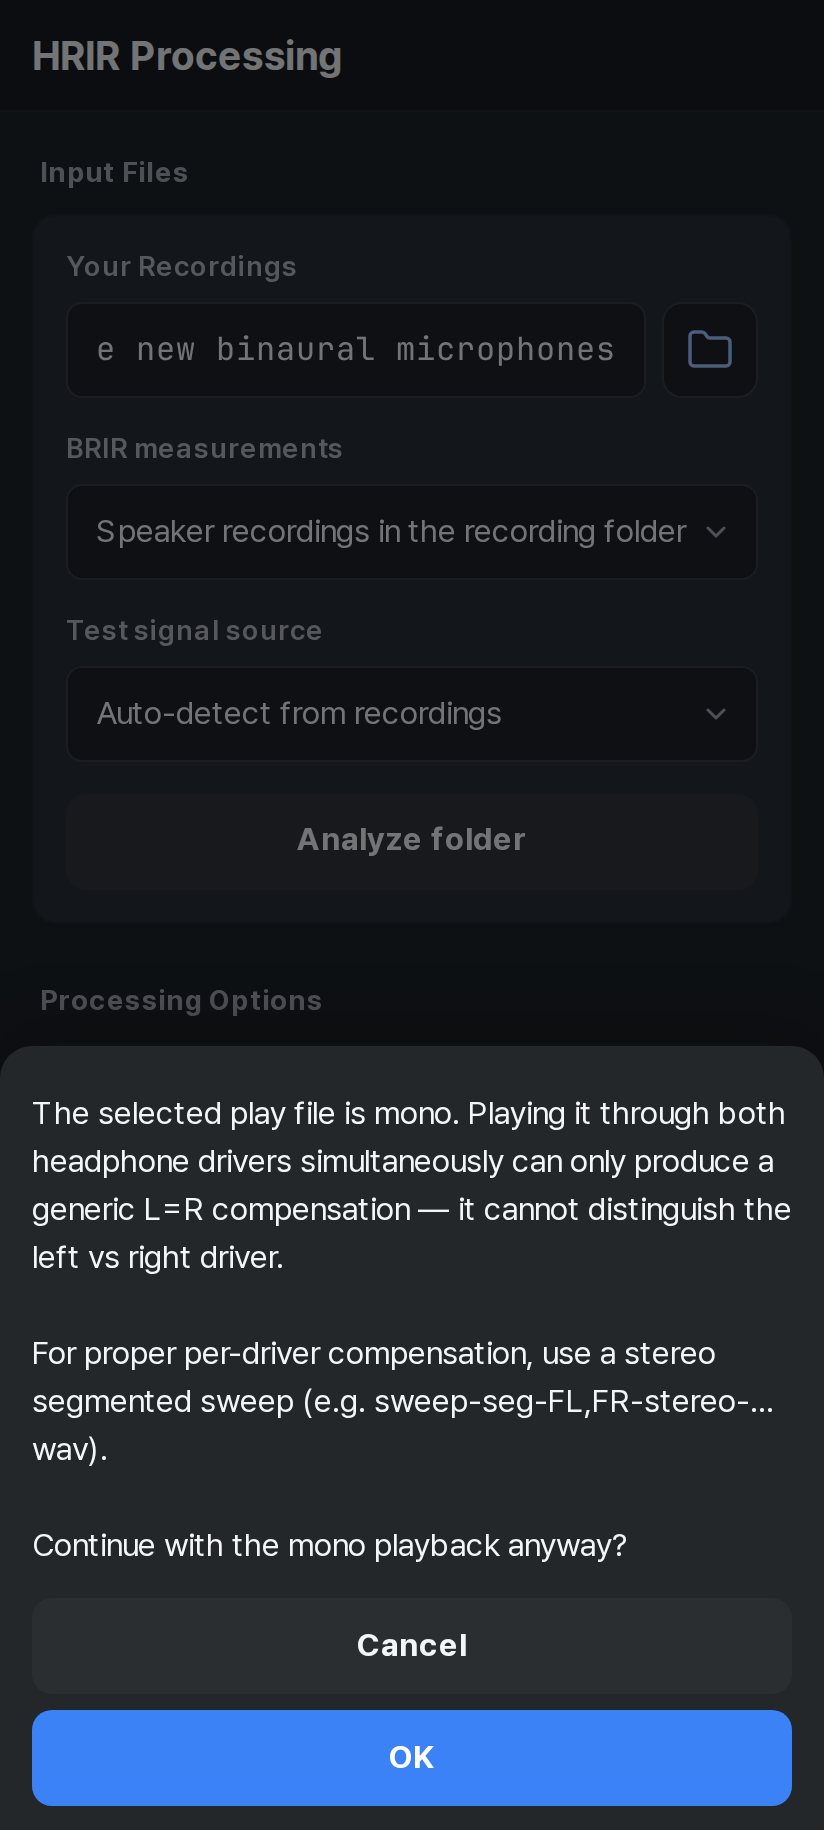 HRIR Processing
Input Files
Your Recordings
e new binaural microphones
BRIR measurements
Speaker recordings in the recording folder
Test signal source
Auto-detect from recordings
Analyze folder
Processing Options
The selected play file is mono. Playing it through both
headphone drivers simultaneously can only produce a
generic L=R compensation — it cannot distinguish the
left vs right driver.
For proper per-driver compensation, use a stereo
segmented sweep (e.g. sweep-seg-FL,FR-stereo-…
wav).
Continue with the mono playback anyway?
Cancel
OK